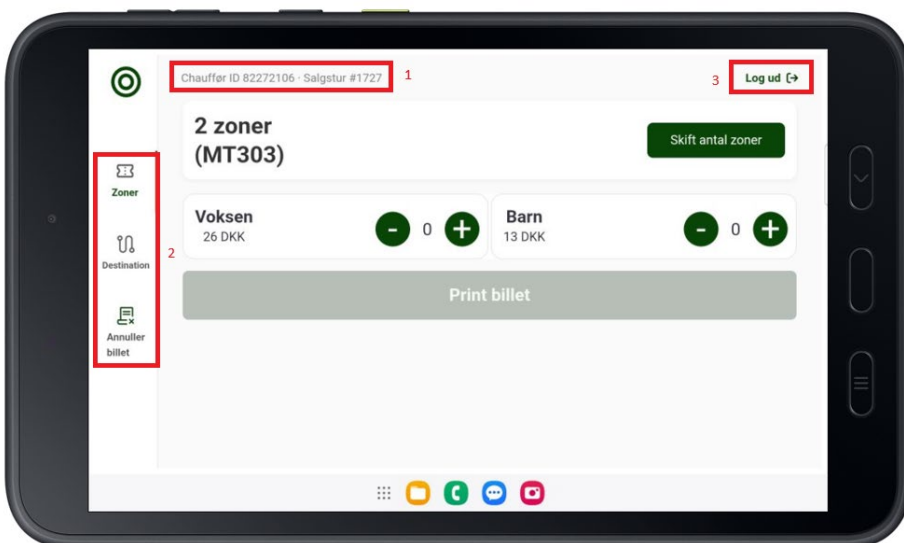 Chauffør ID 82272106 · Salgstur #1727
1
3
Log ud
2 zoner
(MT303)
Skift antal zoner
Zoner
Destination
Annuller
billet
2
Voksen
26 DKK
- 0 +
Barn
13 DKK
- 0 +
Print billet